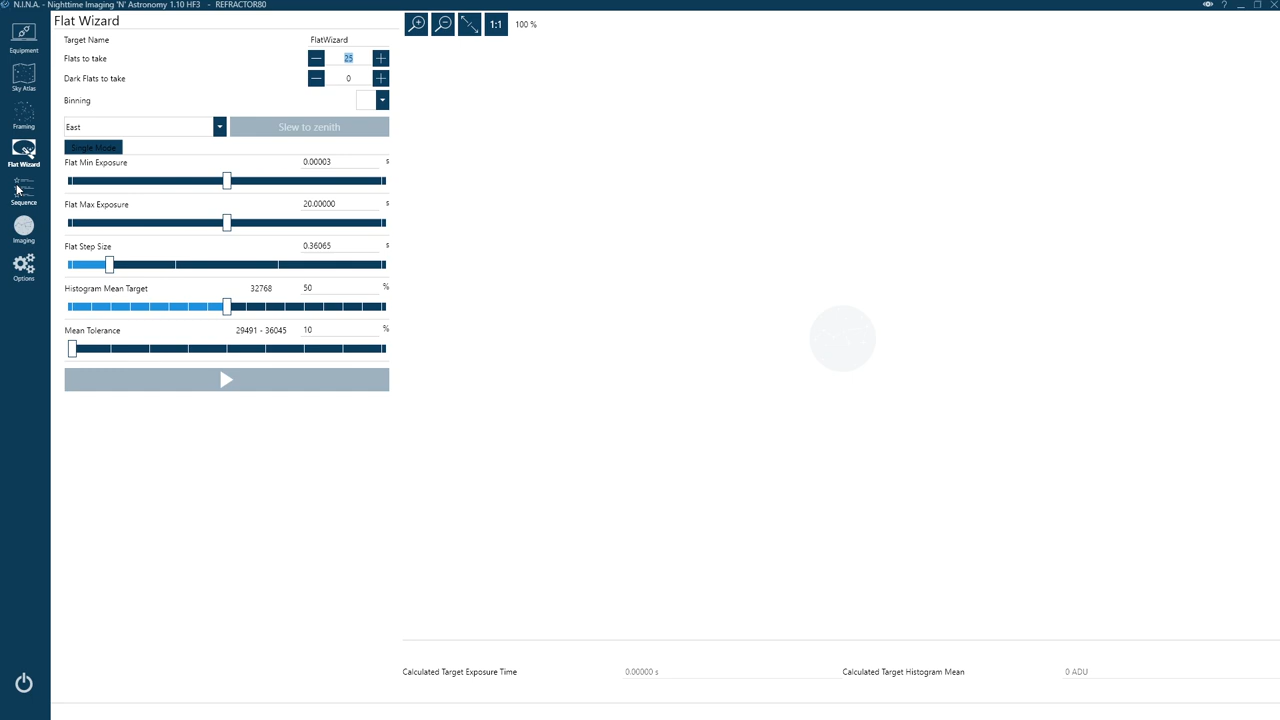 N.I.N.A. - Nighttime Imaging 'N' Astronomy 1.10 HF3 - REFRACTOR80
Equipment
Sky Atlas
Framing
Flat Wizard
Sequence
Imaging
Options
Flat Wizard
Target Name FlatWizard
Flats to take 25
Dark Flats to take 0
Binning
East Slew to zenith
Single Mode
Flat Min Exposure 0.00003 s
Flat Max Exposure 20.00000 s
Flat Step Size 0.36065 s
Histogram Mean Target 32768 50 %
Mean Tolerance 29491 - 36045 10 %
1:1 100 %
Calculated Target Exposure Time 0.00000 s Calculated Target Histogram Mean 0 ADU